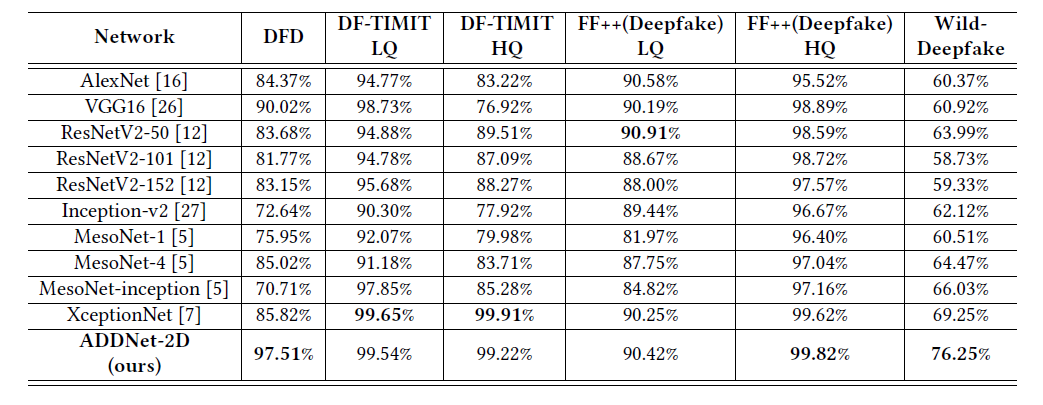 Network DFD DF-TIMIT LQ DF-TIMIT HQ FF++(Deepfake) LQ FF++(Deepfake) HQ Wild-Deepfake
AlexNet [16] 84.37% 94.77% 83.22% 90.58% 95.52% 60.37%
VGG16 [26] 90.02% 98.73% 76.92% 90.19% 98.89% 60.92%
ResNetV2-50 [12] 83.68% 94.88% 89.51% 90.91% 98.59% 63.99%
ResNetV2-101 [12] 81.77% 94.78% 87.09% 88.67% 98.72% 58.73%
ResNetV2-152 [12] 83.15% 95.68% 88.27% 88.00% 97.57% 59.33%
Inception-v2 [27] 72.64% 90.30% 77.92% 89.44% 96.67% 62.12%
MesoNet-1 [5] 75.95% 92.07% 79.98% 81.97% 96.40% 60.51%
MesoNet-4 [5] 85.02% 91.18% 83.71% 87.75% 97.04% 64.47%
MesoNet-inception [5] 70.71% 97.85% 85.28% 84.82% 97.16% 66.03%
XceptionNet [7] 85.82% 99.65% 99.91% 90.25% 99.62% 69.25%
ADDNet-2D (ours) 97.51% 99.54% 99.22% 90.42% 99.82% 76.25%